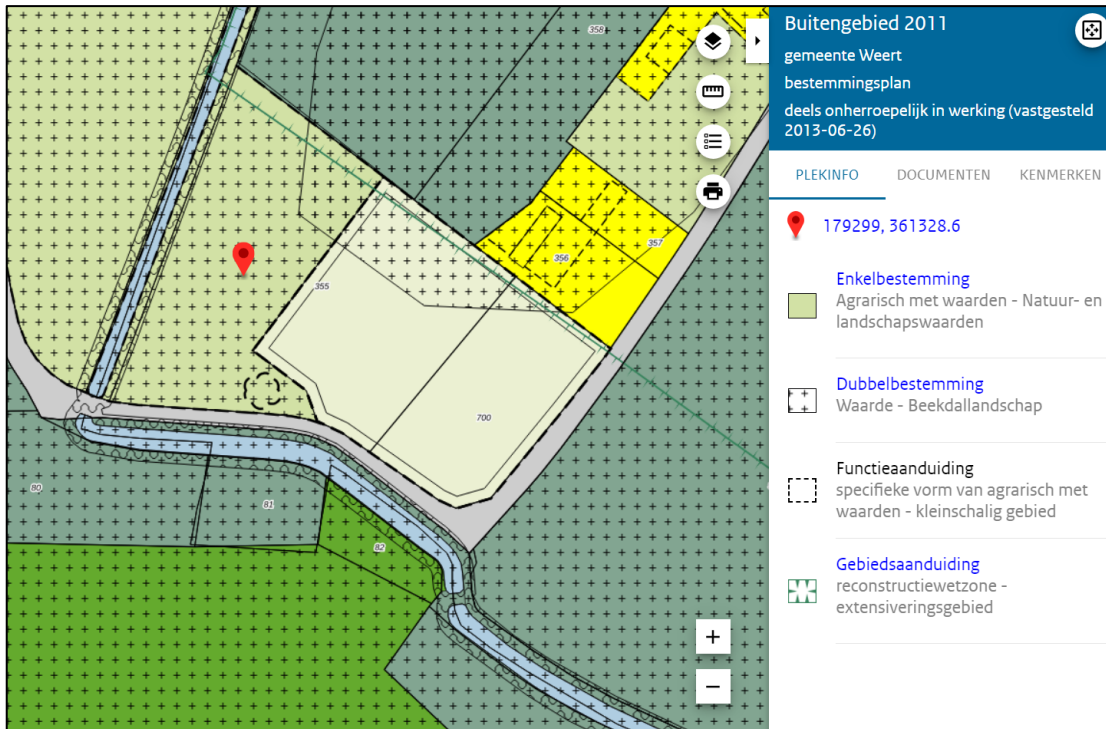 358
357
356
355
700
80
81
82
+
−
Buitengebied 2011
gemeente Weert
bestemmingsplan
deels onherroepelijk in werking (vastgesteld
2013-06-26)
PLEKINFO DOCUMENTEN KENMERKEN
179299, 361328.6
Enkelbestemming
Agrarisch met waarden - Natuur- en
landschapswaarden
Dubbelbestemming
Waarde - Beekdallandschap
Functieaanduiding
specifieke vorm van agrarisch met
waarden - kleinschalig gebied
Gebiedsaanduiding
reconstructiewetzone -
extensiveringsgebied